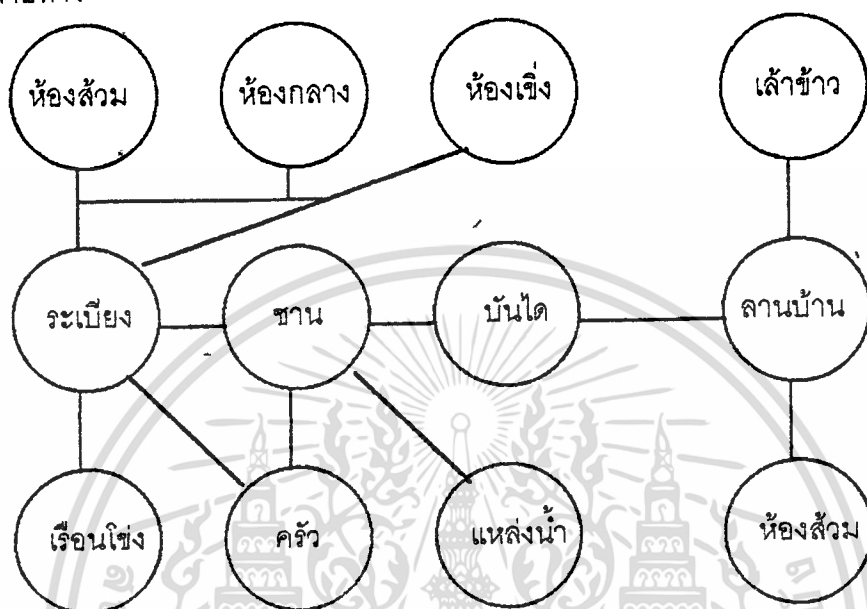 ห้องส้วม
ห้องกลาง
ห้องเขิ่ง
เล้าข้าว
ระเบียง
ชาน
บันได
ลานบ้าน
เรือนโข่ง
ครัว
แหล่งน้ำ
ห้องส้วม